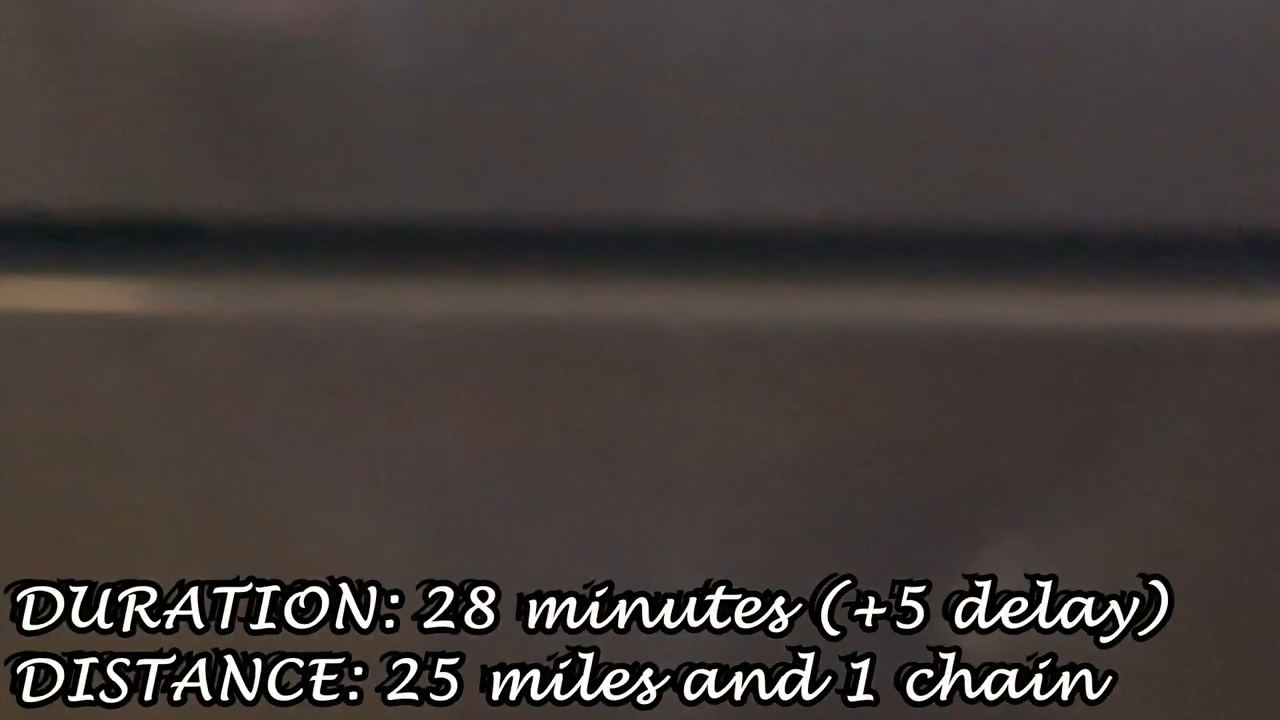 DURATION: 28 minutes (+5 delay)
DISTANCE: 25 miles and 1 chain